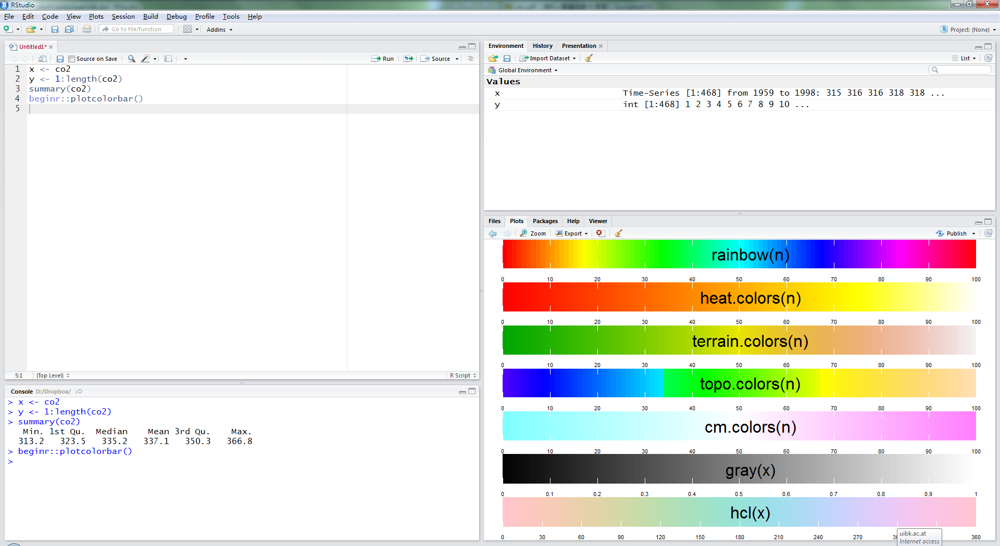 RStudio
File Edit Code View Plots Session Build Debug Profile Tools Help
Go to file/function Addins Project: (None)
Untitled1*
Source on Save Run Source
1 x <- co2
2 y <- 1:length(co2)
3 summary(co2)
4 beginr::plotcolorbar()
5
5:1 (Top Level) R Script
Console D:/Dropbox/
> x <- co2
> y <- 1:length(co2)
> summary(co2)
Min. 1st Qu. Median Mean 3rd Qu. Max.
313.2 323.5 335.2 337.1 350.3 366.8
> beginr::plotcolorbar()
>
Environment History Presentation
Import Dataset List
Global Environment
Values
x Time-Series [1:468] from 1959 to 1998: 315 316 316 318 318 ...
y int [1:468] 1 2 3 4 5 6 7 8 9 10 ...
Files Plots Packages Help Viewer
Zoom Export Publish
rainbow(n)
0 10 20 30 40 50 60 70 80 90 100
heat.colors(n)
0 10 20 30 40 50 60 70 80 90 100
terrain.colors(n)
0 10 20 30 40 50 60 70 80 90 100
topo.colors(n)
0 10 20 30 40 50 60 70 80 90 100
cm.colors(n)
0 10 20 30 40 50 60 70 80 90 100
gray(x)
0 0.1 0.2 0.3 0.4 0.5 0.6 0.7 0.8 0.9 1
hcl(x)
0 30 60 90 120 150 180 210 240 270 360
uibk.ac.at
Internet access